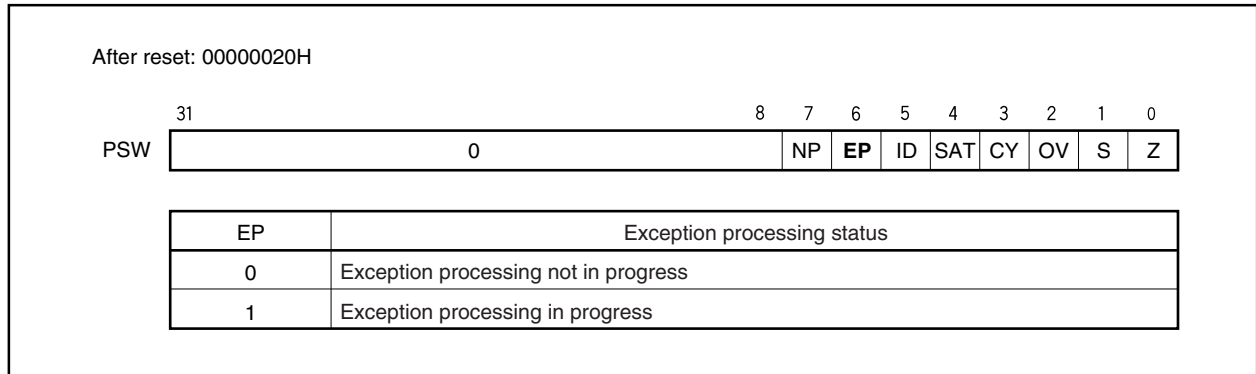 After reset: 00000020H
31 8 7 6 5 4 3 2 1 0
PSW 0 NP EP ID SAT CY OV S Z
EP Exception processing status
0 Exception processing not in progress
1 Exception processing in progress